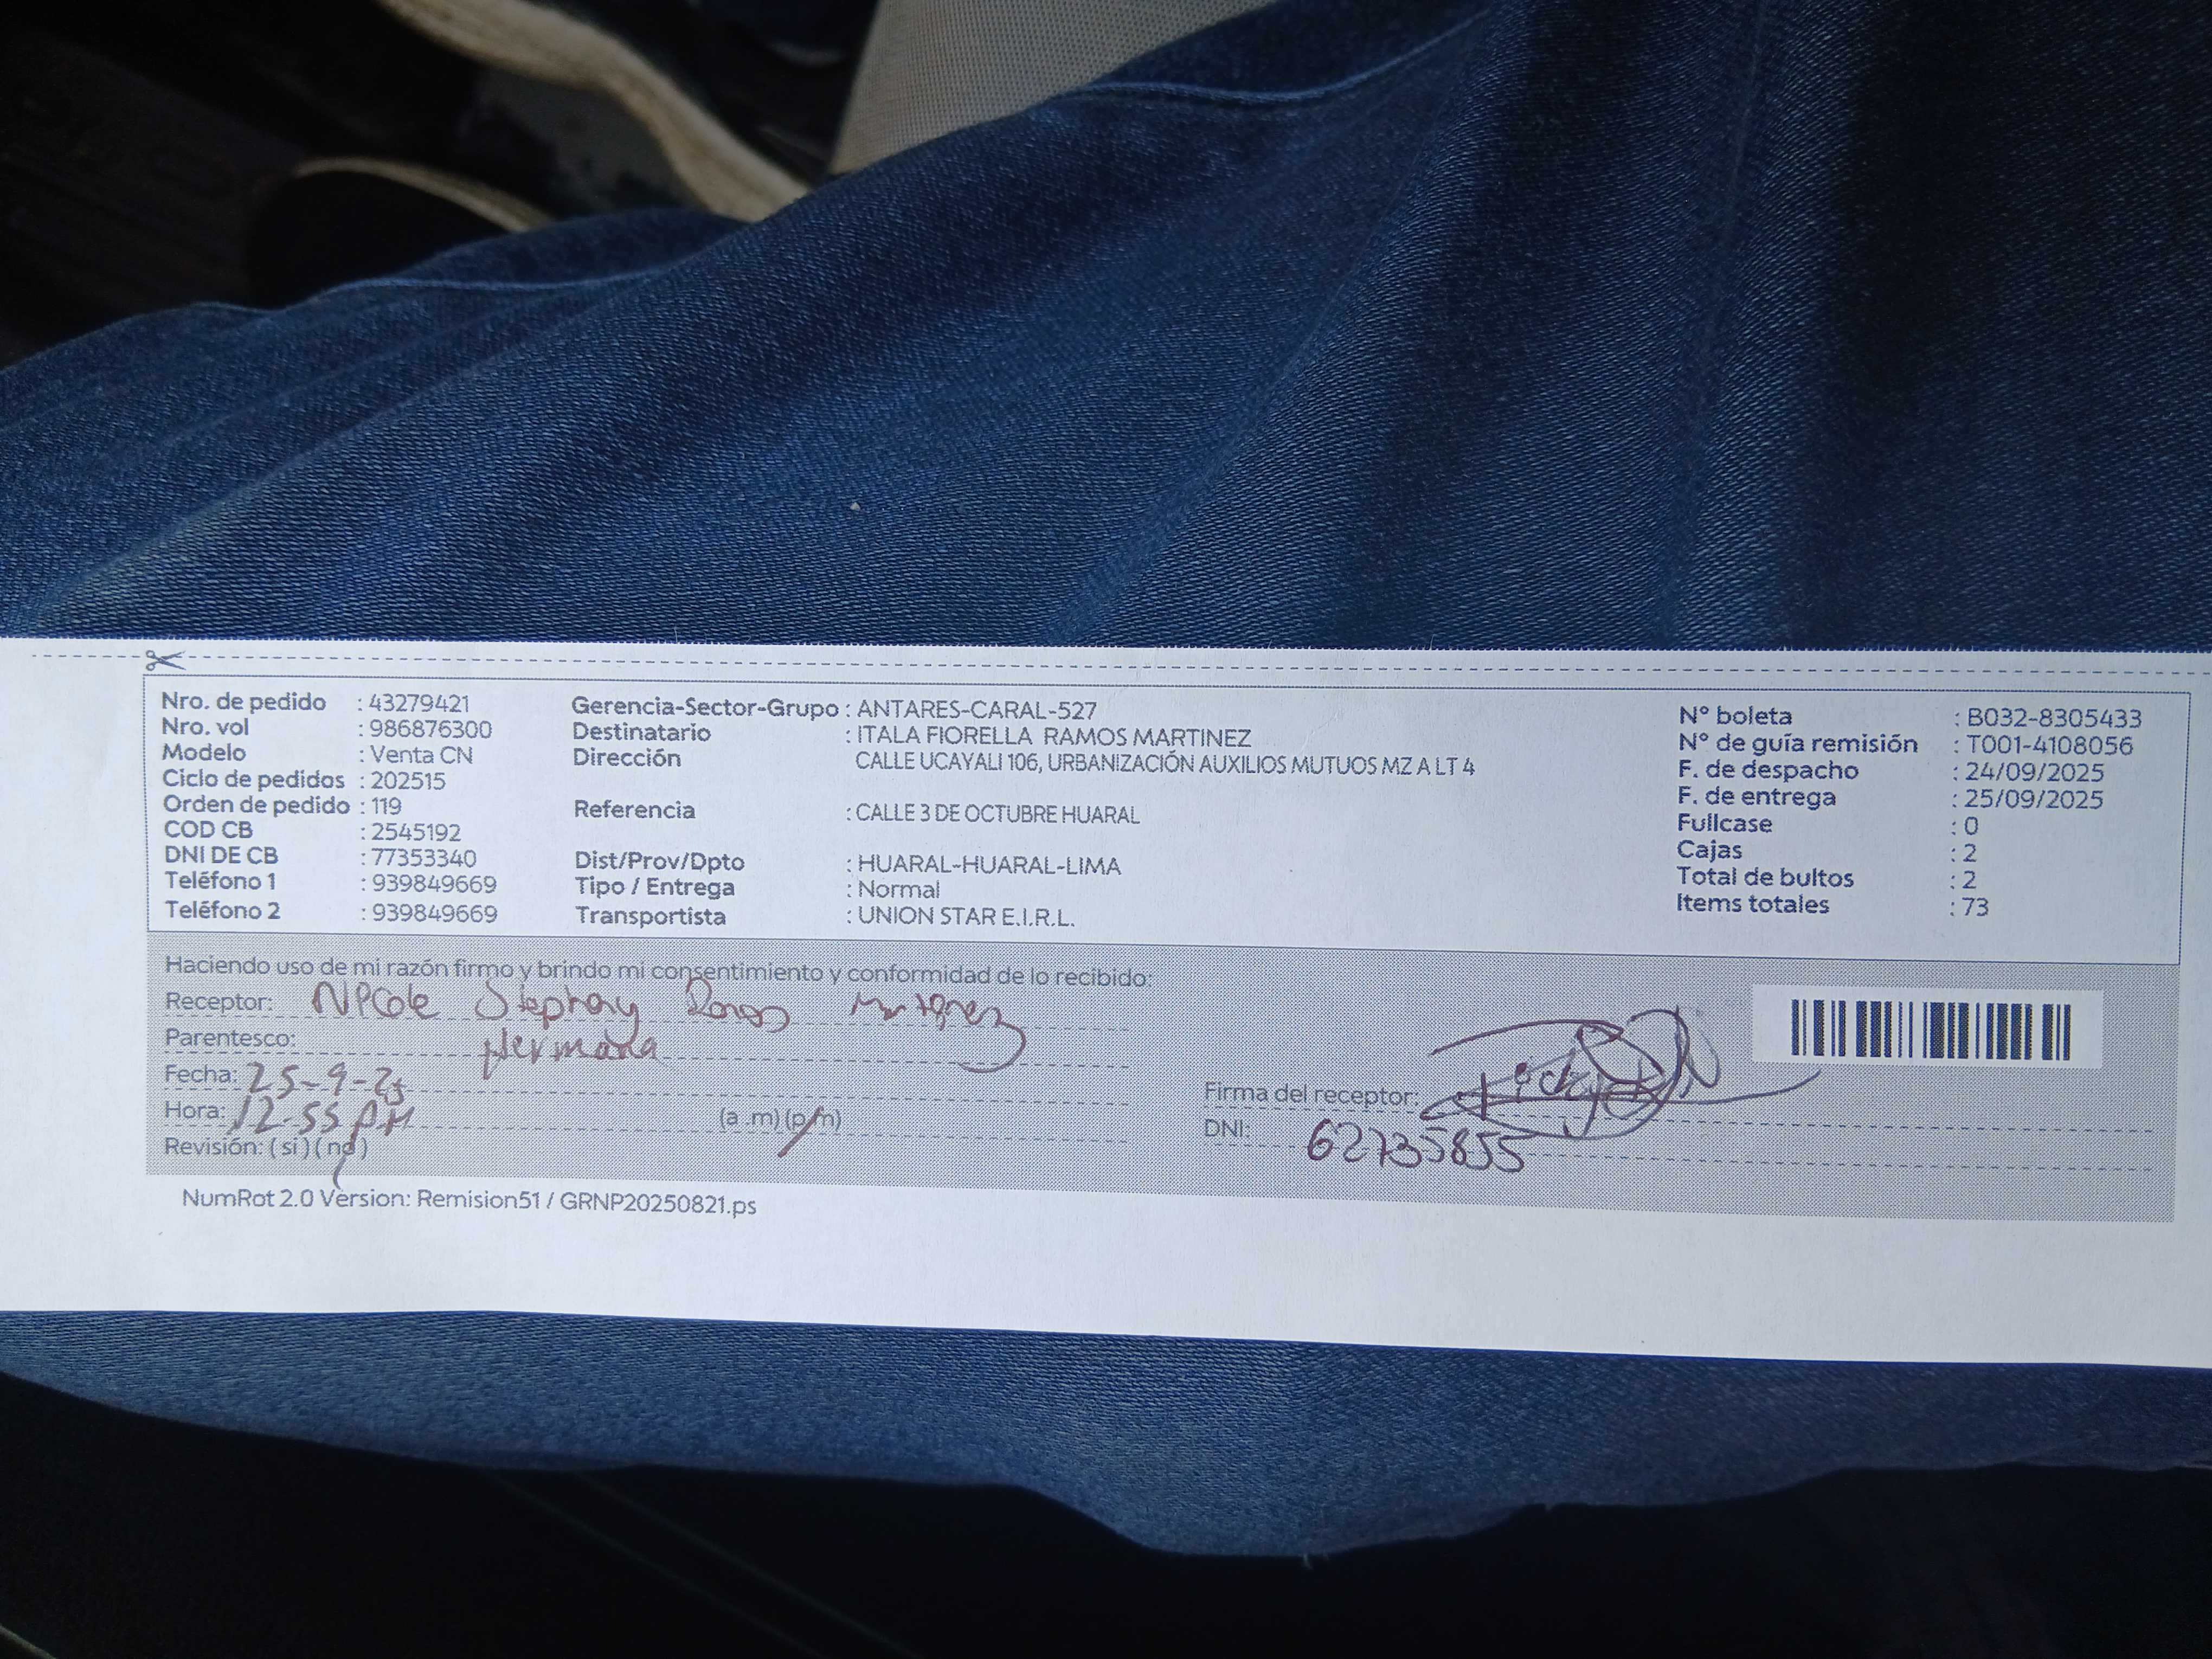 Nro. de pedido : 43279421
Nro. vol : 986876300
Modelo : Venta CN
Ciclo de pedidos : 202515
Orden de pedido : 119
COD CB : 2545192
DNI DE CB : 77353340
Teléfono 1 : 939849669
Teléfono 2 : 939849669
Gerencia-Sector-Grupo : ANTARES-CARAL-527
Destinatario : ITALA FIORELLA RAMOS MARTINEZ
Dirección CALLE UCAYALI 106, URBANIZACIÓN AUXILIOS MUTUOS MZ A LT 4
Referencia : CALLE 3 DE OCTUBRE HUARAL
Dist/Prov/Dpto : HUARAL-HUARAL-LIMA
Tipo / Entrega : Normal
Transportista : UNION STAR E.I.R.L.
N° boleta : B032-8305433
N° de guía remisión : T001-4108056
F. de despacho : 24/09/2025
F. de entrega : 25/09/2025
Fullcase : 0
Cajas : 2
Total de bultos : 2
Items totales : 73
Haciendo uso de mi razón firmo y brindo mi consentimiento y conformidad de lo recibido:
Receptor: Nicole
Parentesco: Hermana
Fecha: 25-9-25
Hora: 12-55 PM (a .m) (p/m)
Revisión: ( si ) ( no )
Firma del receptor:
DNI: 62735855
NumRot 2.0 Version: Remision51 / GRNP20250821.ps